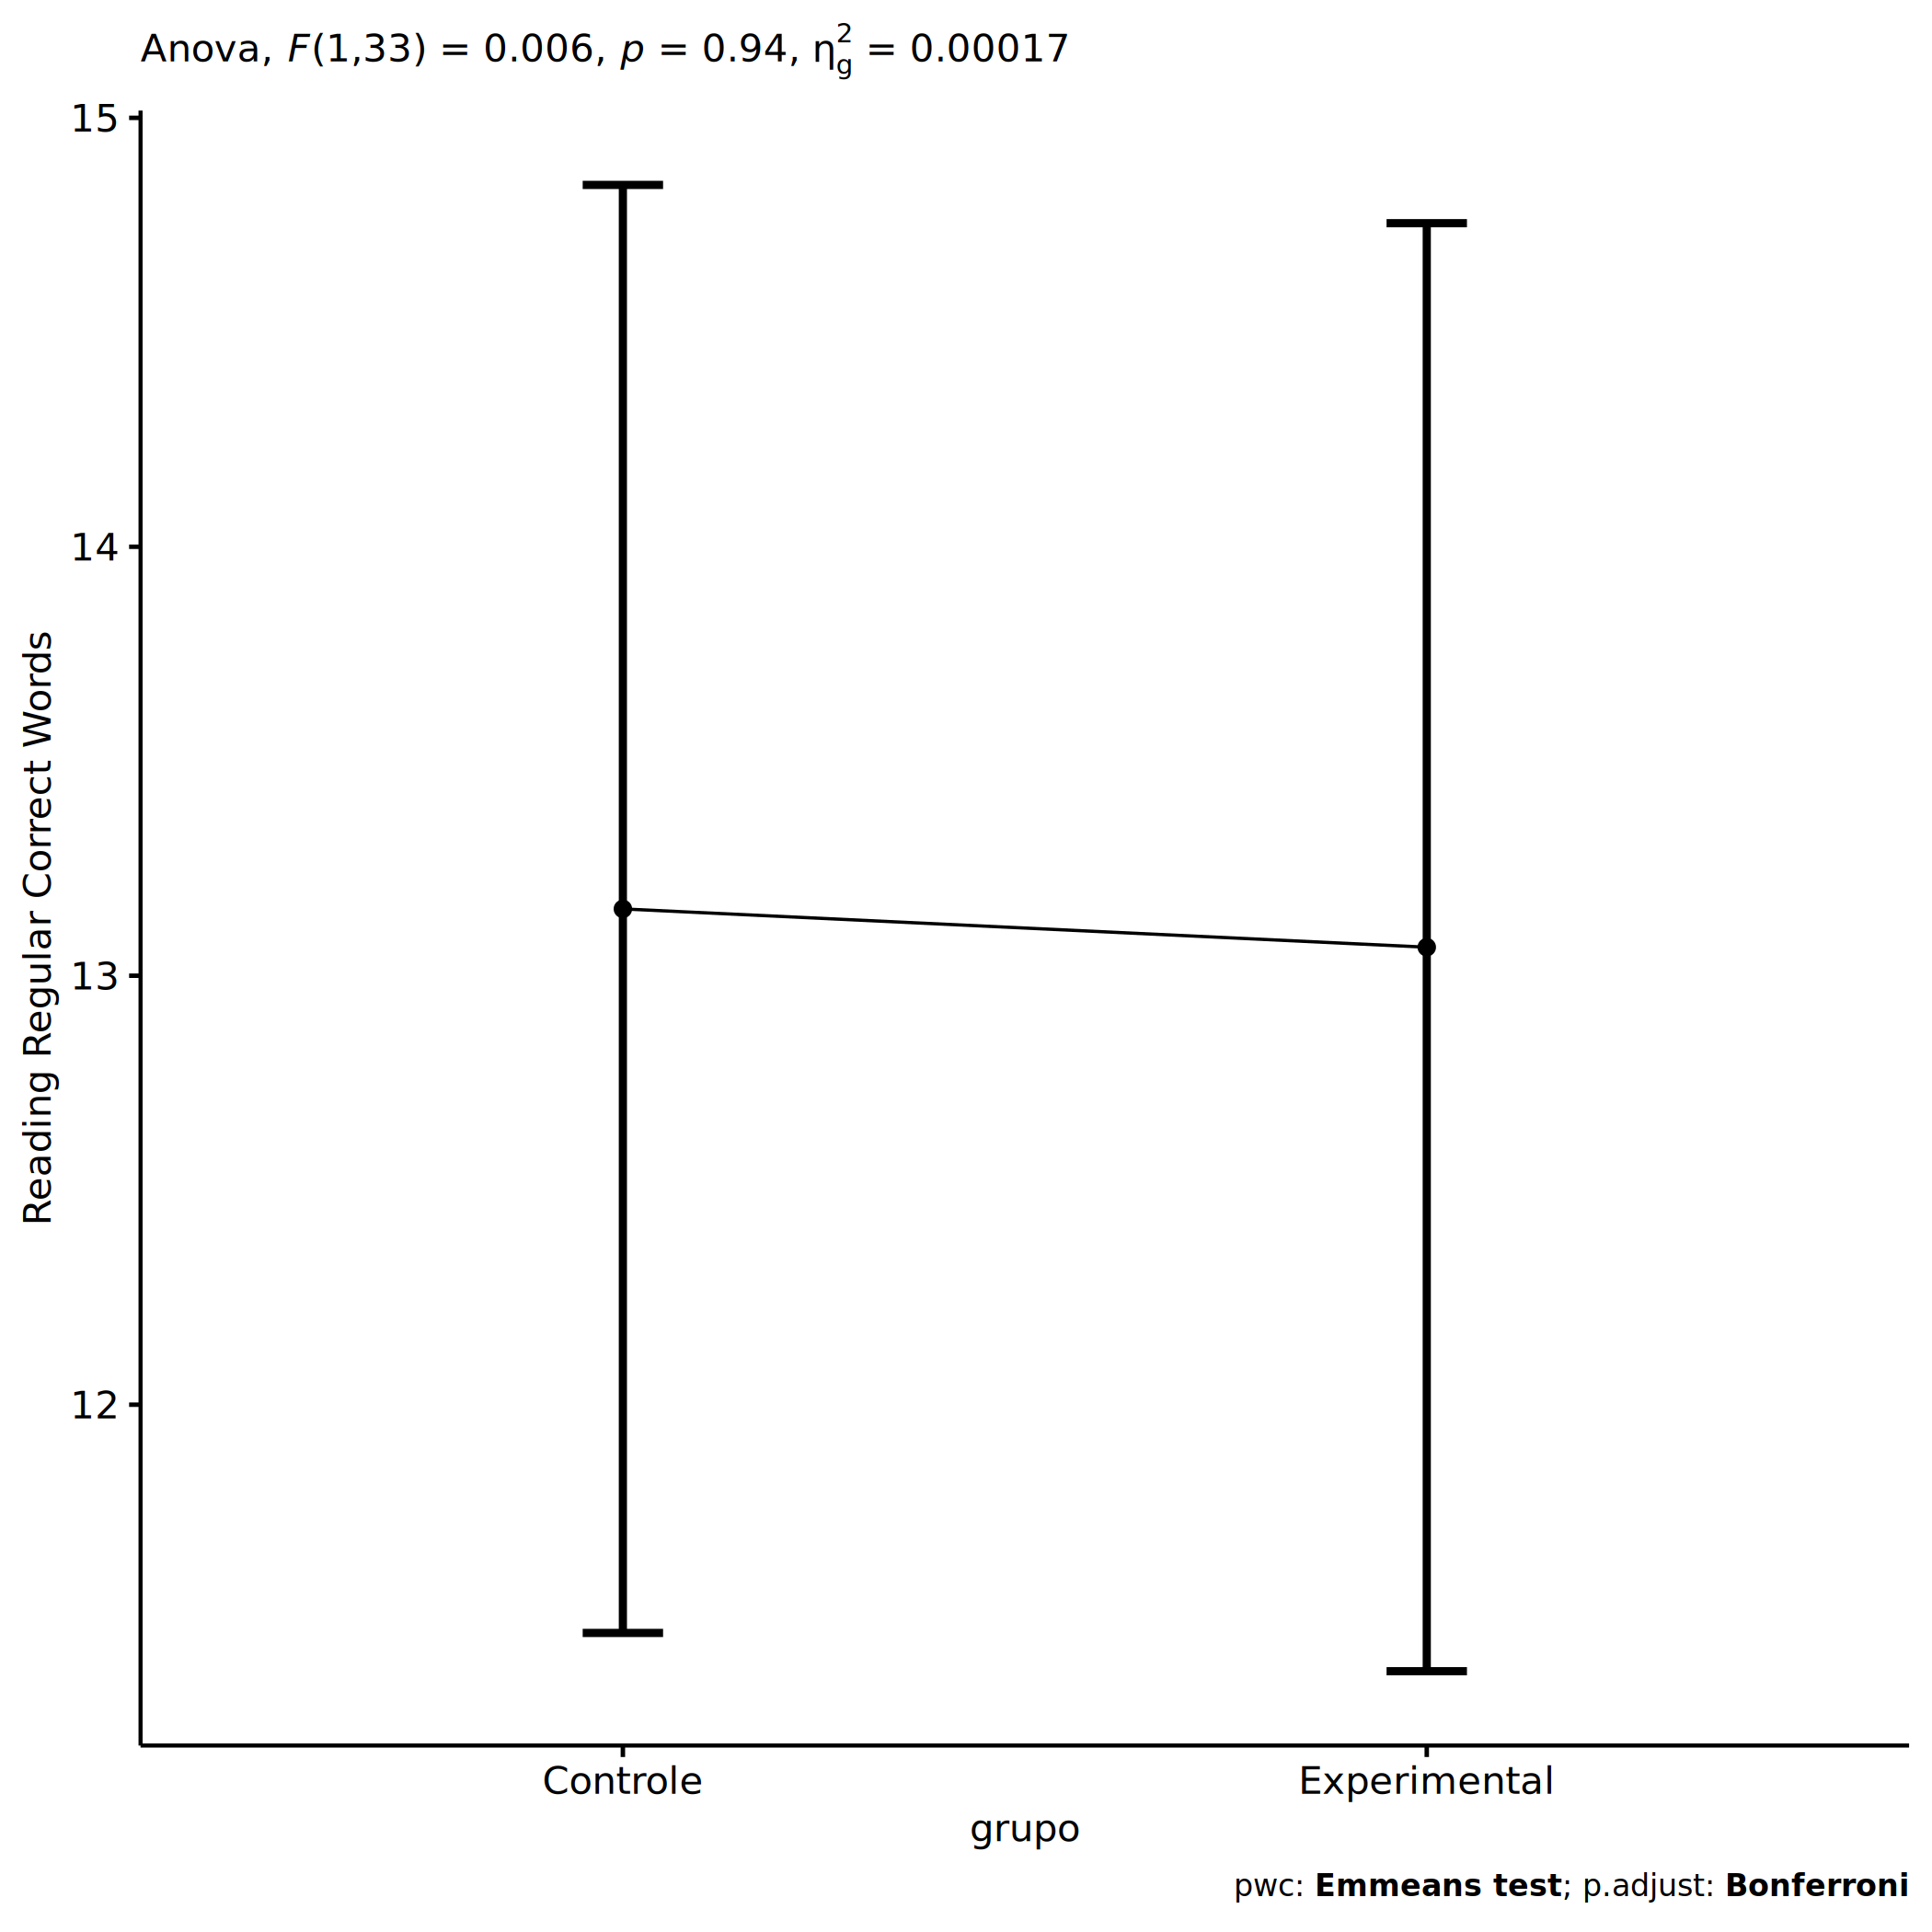 Anova, F(1,33) = 0.006, p = 0.94, η²g = 0.00017
15
14
13
12
Reading Regular Correct Words
Controle Experimental
grupo
pwc: Emmeans test; p.adjust: Bonferroni